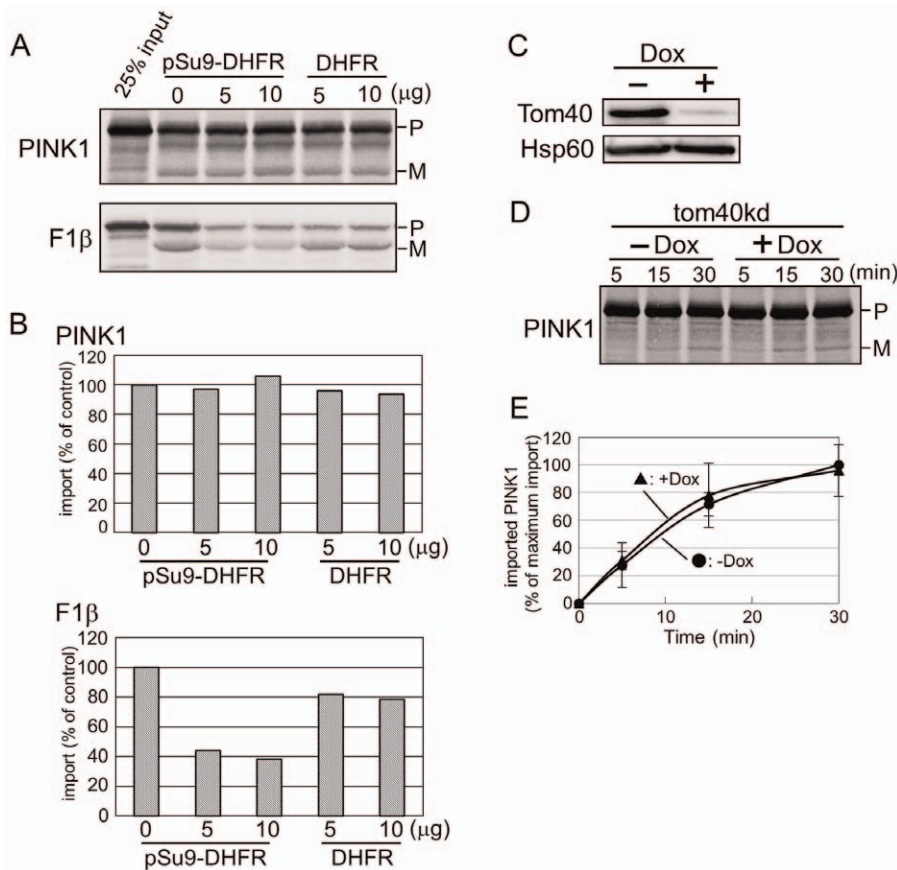 A
25% input
pSu9-DHFR DHFR
0 5 10 5 10 (μg)
PINK1
P
M
F1β
P
M
B
PINK1
import (% of control)
120
100
80
60
40
20
0
0 5 10 5 10 (μg)
pSu9-DHFR DHFR
F1β
import (% of control)
120
100
80
60
40
20
0
0 5 10 5 10 (μg)
pSu9-DHFR DHFR
C
Dox
− +
Tom40
Hsp60
D
tom40kd
− Dox + Dox
5 15 30 5 15 30 (min)
PINK1
P
M
E
imported PINK1
(% of maximum import)
120
100
80
60
40
20
0
▲: +Dox
●: -Dox
0 10 20 30
Time (min)